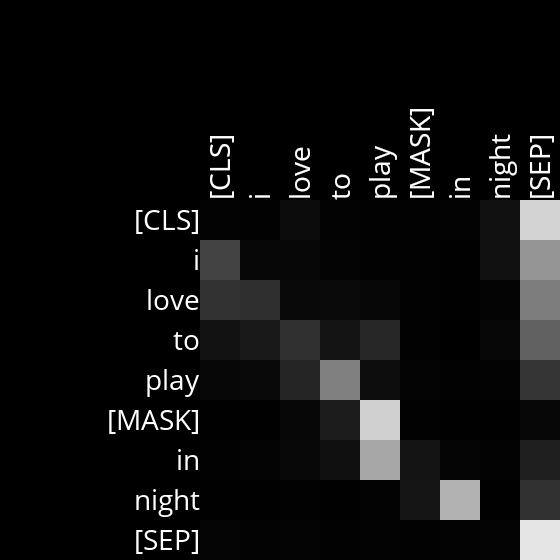 [CLS] i love to play [MASK] in night [SEP]
[CLS]
i
love
to
play
[MASK]
in
night
[SEP]